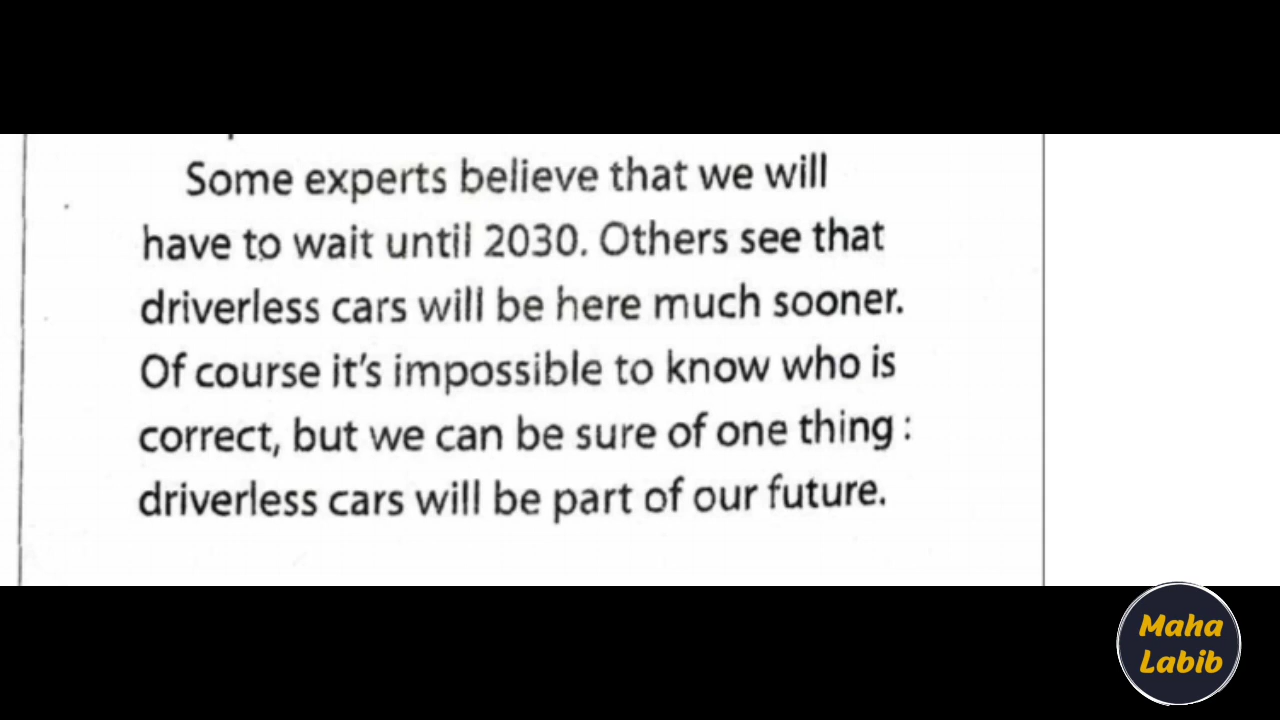 Some experts believe that we will
have to wait until 2030. Others see that
driverless cars will be here much sooner.
Of course it's impossible to know who is
correct, but we can be sure of one thing :
driverless cars will be part of our future.
Maha
Labib